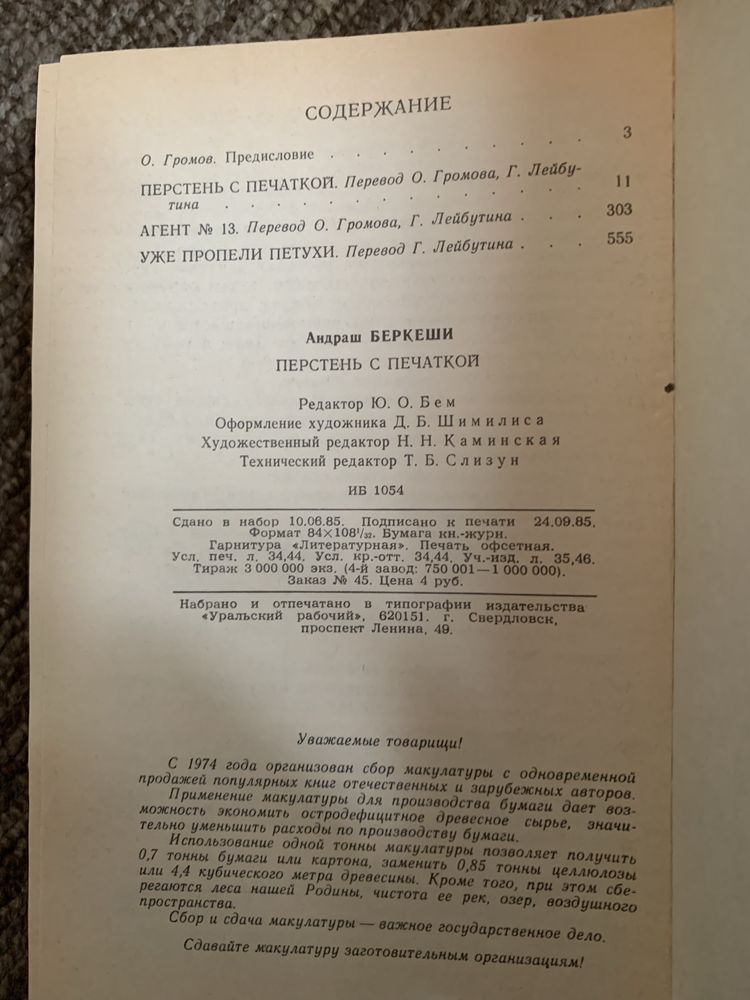 СОДЕРЖАНИЕ
О. Громов. Предисловие . . . . . . . . . . 3
ПЕРСТЕНЬ С ПЕЧАТКОЙ. Перевод О. Громова, Г. Лейбу-
тина . . . . . . . . . . . . . 11
АГЕНТ № 13. Перевод О. Громова, Г. Лейбутина . . . 303
УЖЕ ПРОПЕЛИ ПЕТУХИ. Перевод Г. Лейбутина . . . 555
Андраш БЕРКЕШИ
ПЕРСТЕНЬ С ПЕЧАТКОЙ
Редактор Ю. О. Бем
Оформление художника Д. Б. Шимилиса
Художественный редактор Н. Н. Каминская
Технический редактор Т. Б. Слизун
ИБ 1054
Сдано в набор 10.06.85. Подписано к печати 24.09.85.
Формат 84×108¹/₃₂. Бумага кн.-журн.
Гарнитура «Литературная». Печать офсетная.
Усл. печ. л. 34,44. Усл. кр.-отт. 34,44. Уч.-изд. л. 35,46.
Тираж 3 000 000 экз. (4-й завод: 750 001—1 000 000).
Заказ № 45. Цена 4 руб.
Набрано и отпечатано в типографии издательства
«Уральский рабочий», 620151. г. Свердловск,
проспект Ленина, 49.
Уважаемые товарищи!
С 1974 года организован сбор макулатуры с одновременной
продажей популярных книг отечественных и зарубежных авторов.
Применение макулатуры для производства бумаги дает воз-
можность экономить остродефицитное древесное сырье, значи-
тельно уменьшить расходы по производству бумаги.
Использование одной тонны макулатуры позволяет получить
0,7 тонны бумаги или картона, заменить 0,85 тонны целлюлозы
или 4,4 кубического метра древесины. Кроме того, при этом сбе-
регаются леса нашей Родины, чистота ее рек, озер, воздушного
пространства.
Сбор и сдача макулатуры — важное государственное дело.
Сдавайте макулатуру заготовительным организациям!